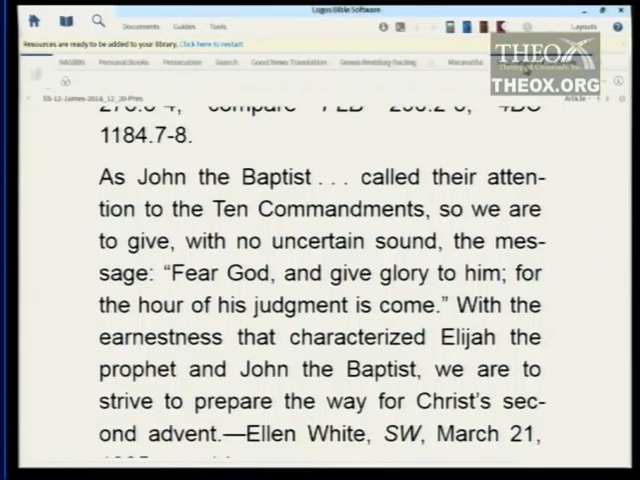 Logos Bible Software
Documents Guides Tools Layouts
Resources are ready to be added to your library. Click here to restart
NASB95 Personal Books Persecution Search Good News Translation Maranatha
THEOX
THEOX.ORG
Article
1184.7-8.
As John the Baptist . . . called their atten-
tion to the Ten Commandments, so we are
to give, with no uncertain sound, the mes-
sage: “Fear God, and give glory to him; for
the hour of his judgment is come.” With the
earnestness that characterized Elijah the
prophet and John the Baptist, we are to
strive to prepare the way for Christ’s sec-
ond advent.—Ellen White, SW, March 21,